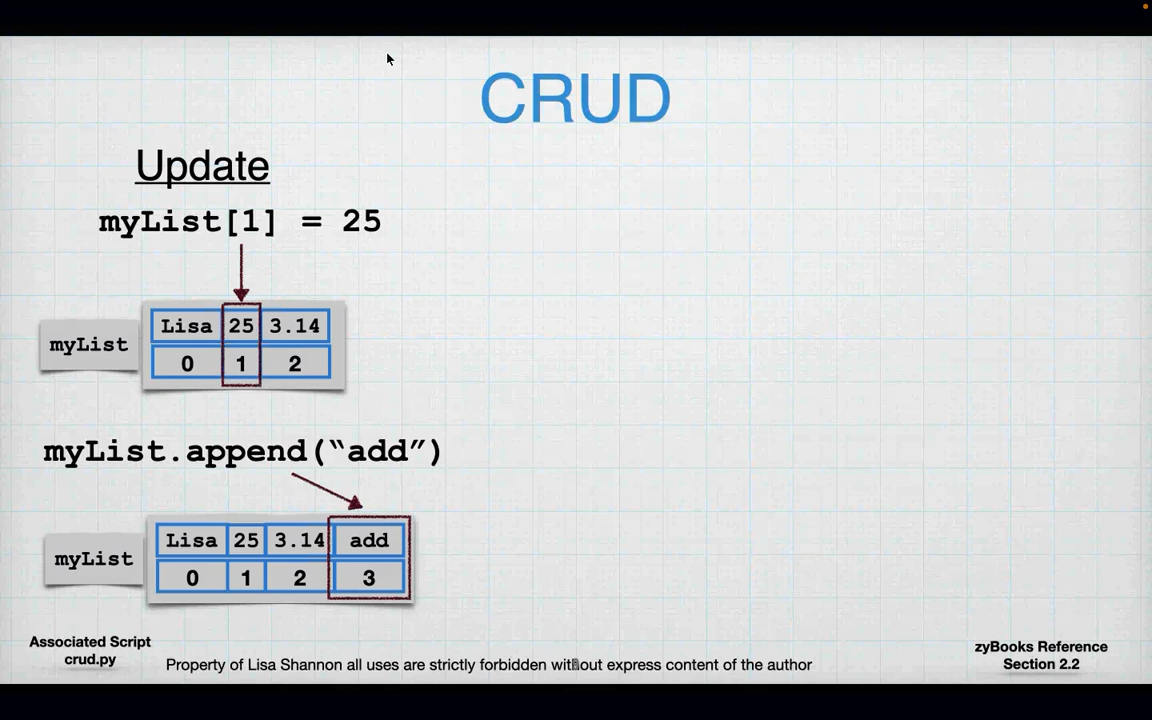 CRUD
Update
myList[1] = 25
Lisa 25 3.14
myList
0 1 2
myList.append(“add”)
Lisa 25 3.14 add
myList
0 1 2 3
Associated Script
crud.py
Property of Lisa Shannon all uses are strictly forbidden without express content of the author
zyBooks Reference
Section 2.2